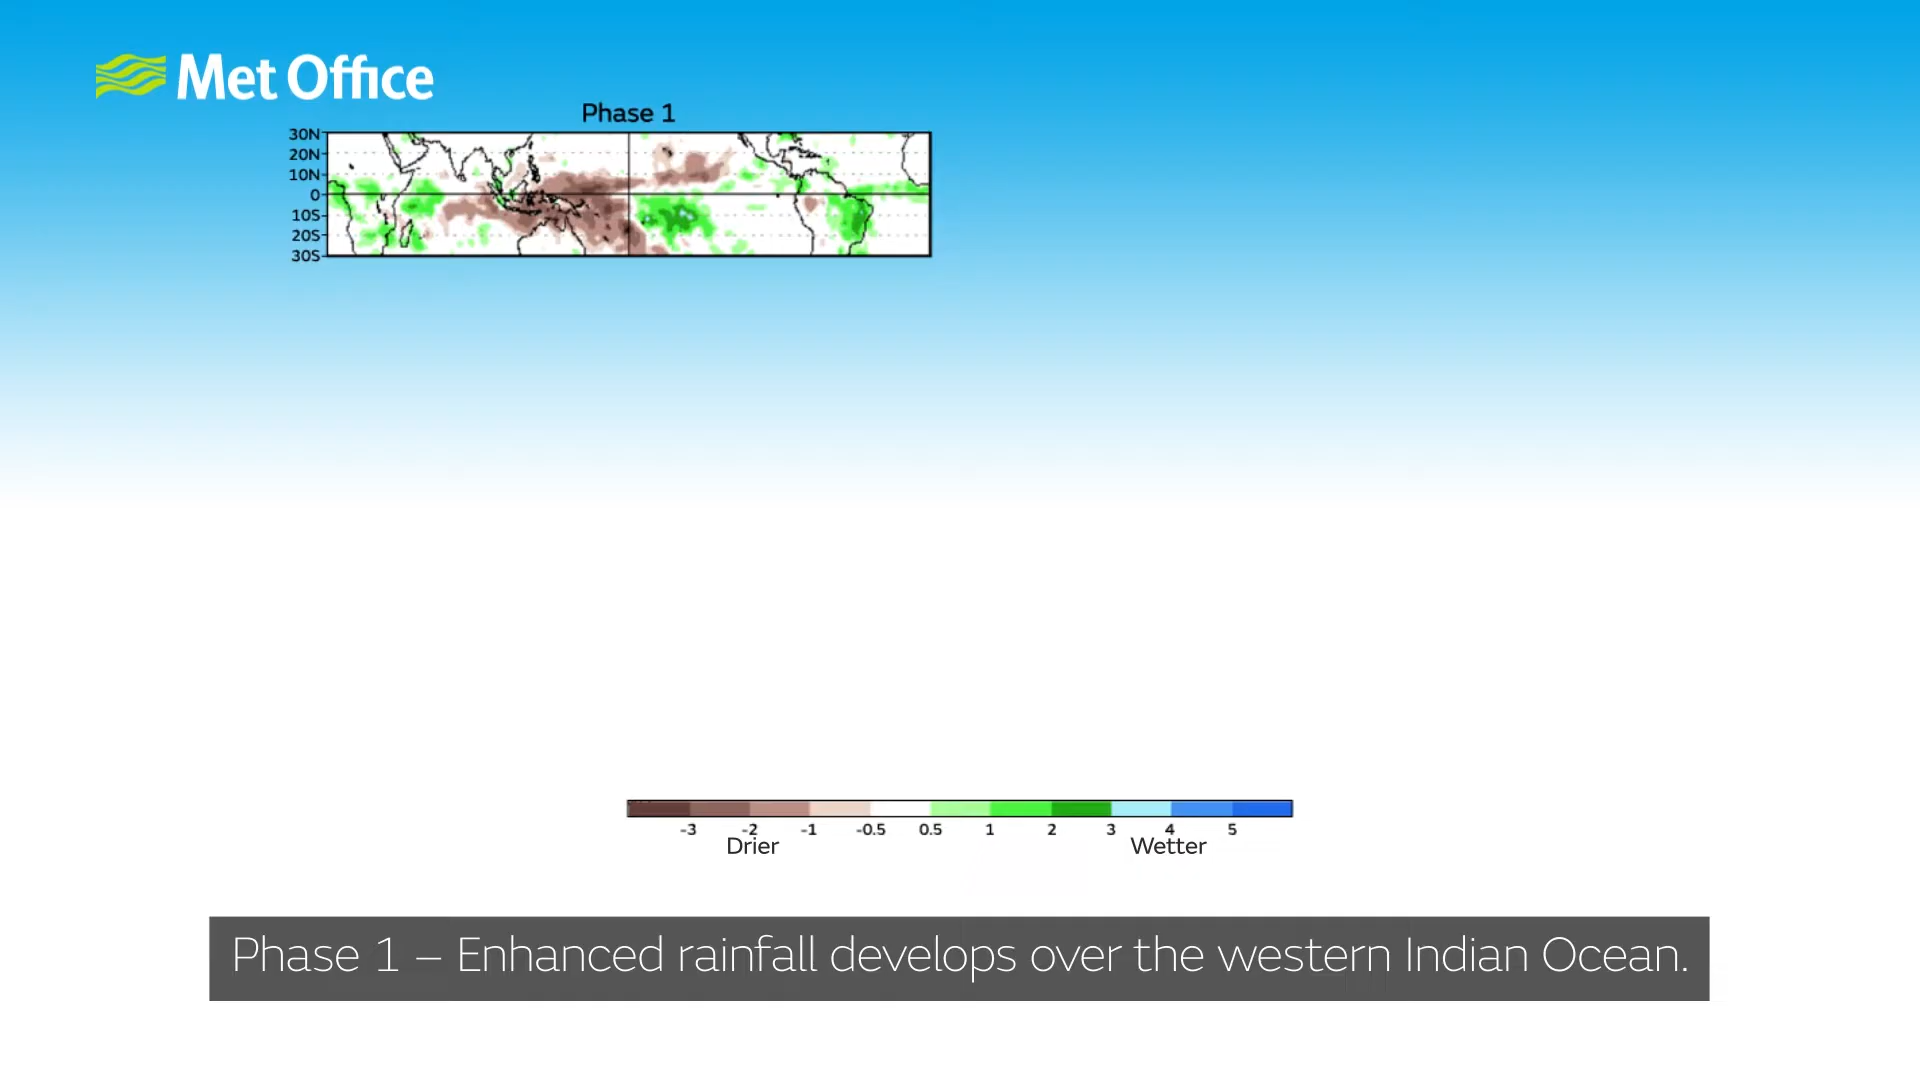 Met Office
Phase 1
30N
20N
10N
0
10S
20S
30S
-3 -2 -1 -0.5 0.5 1 2 3 4 5
Drier Wetter
Phase 1 – Enhanced rainfall develops over the western Indian Ocean.